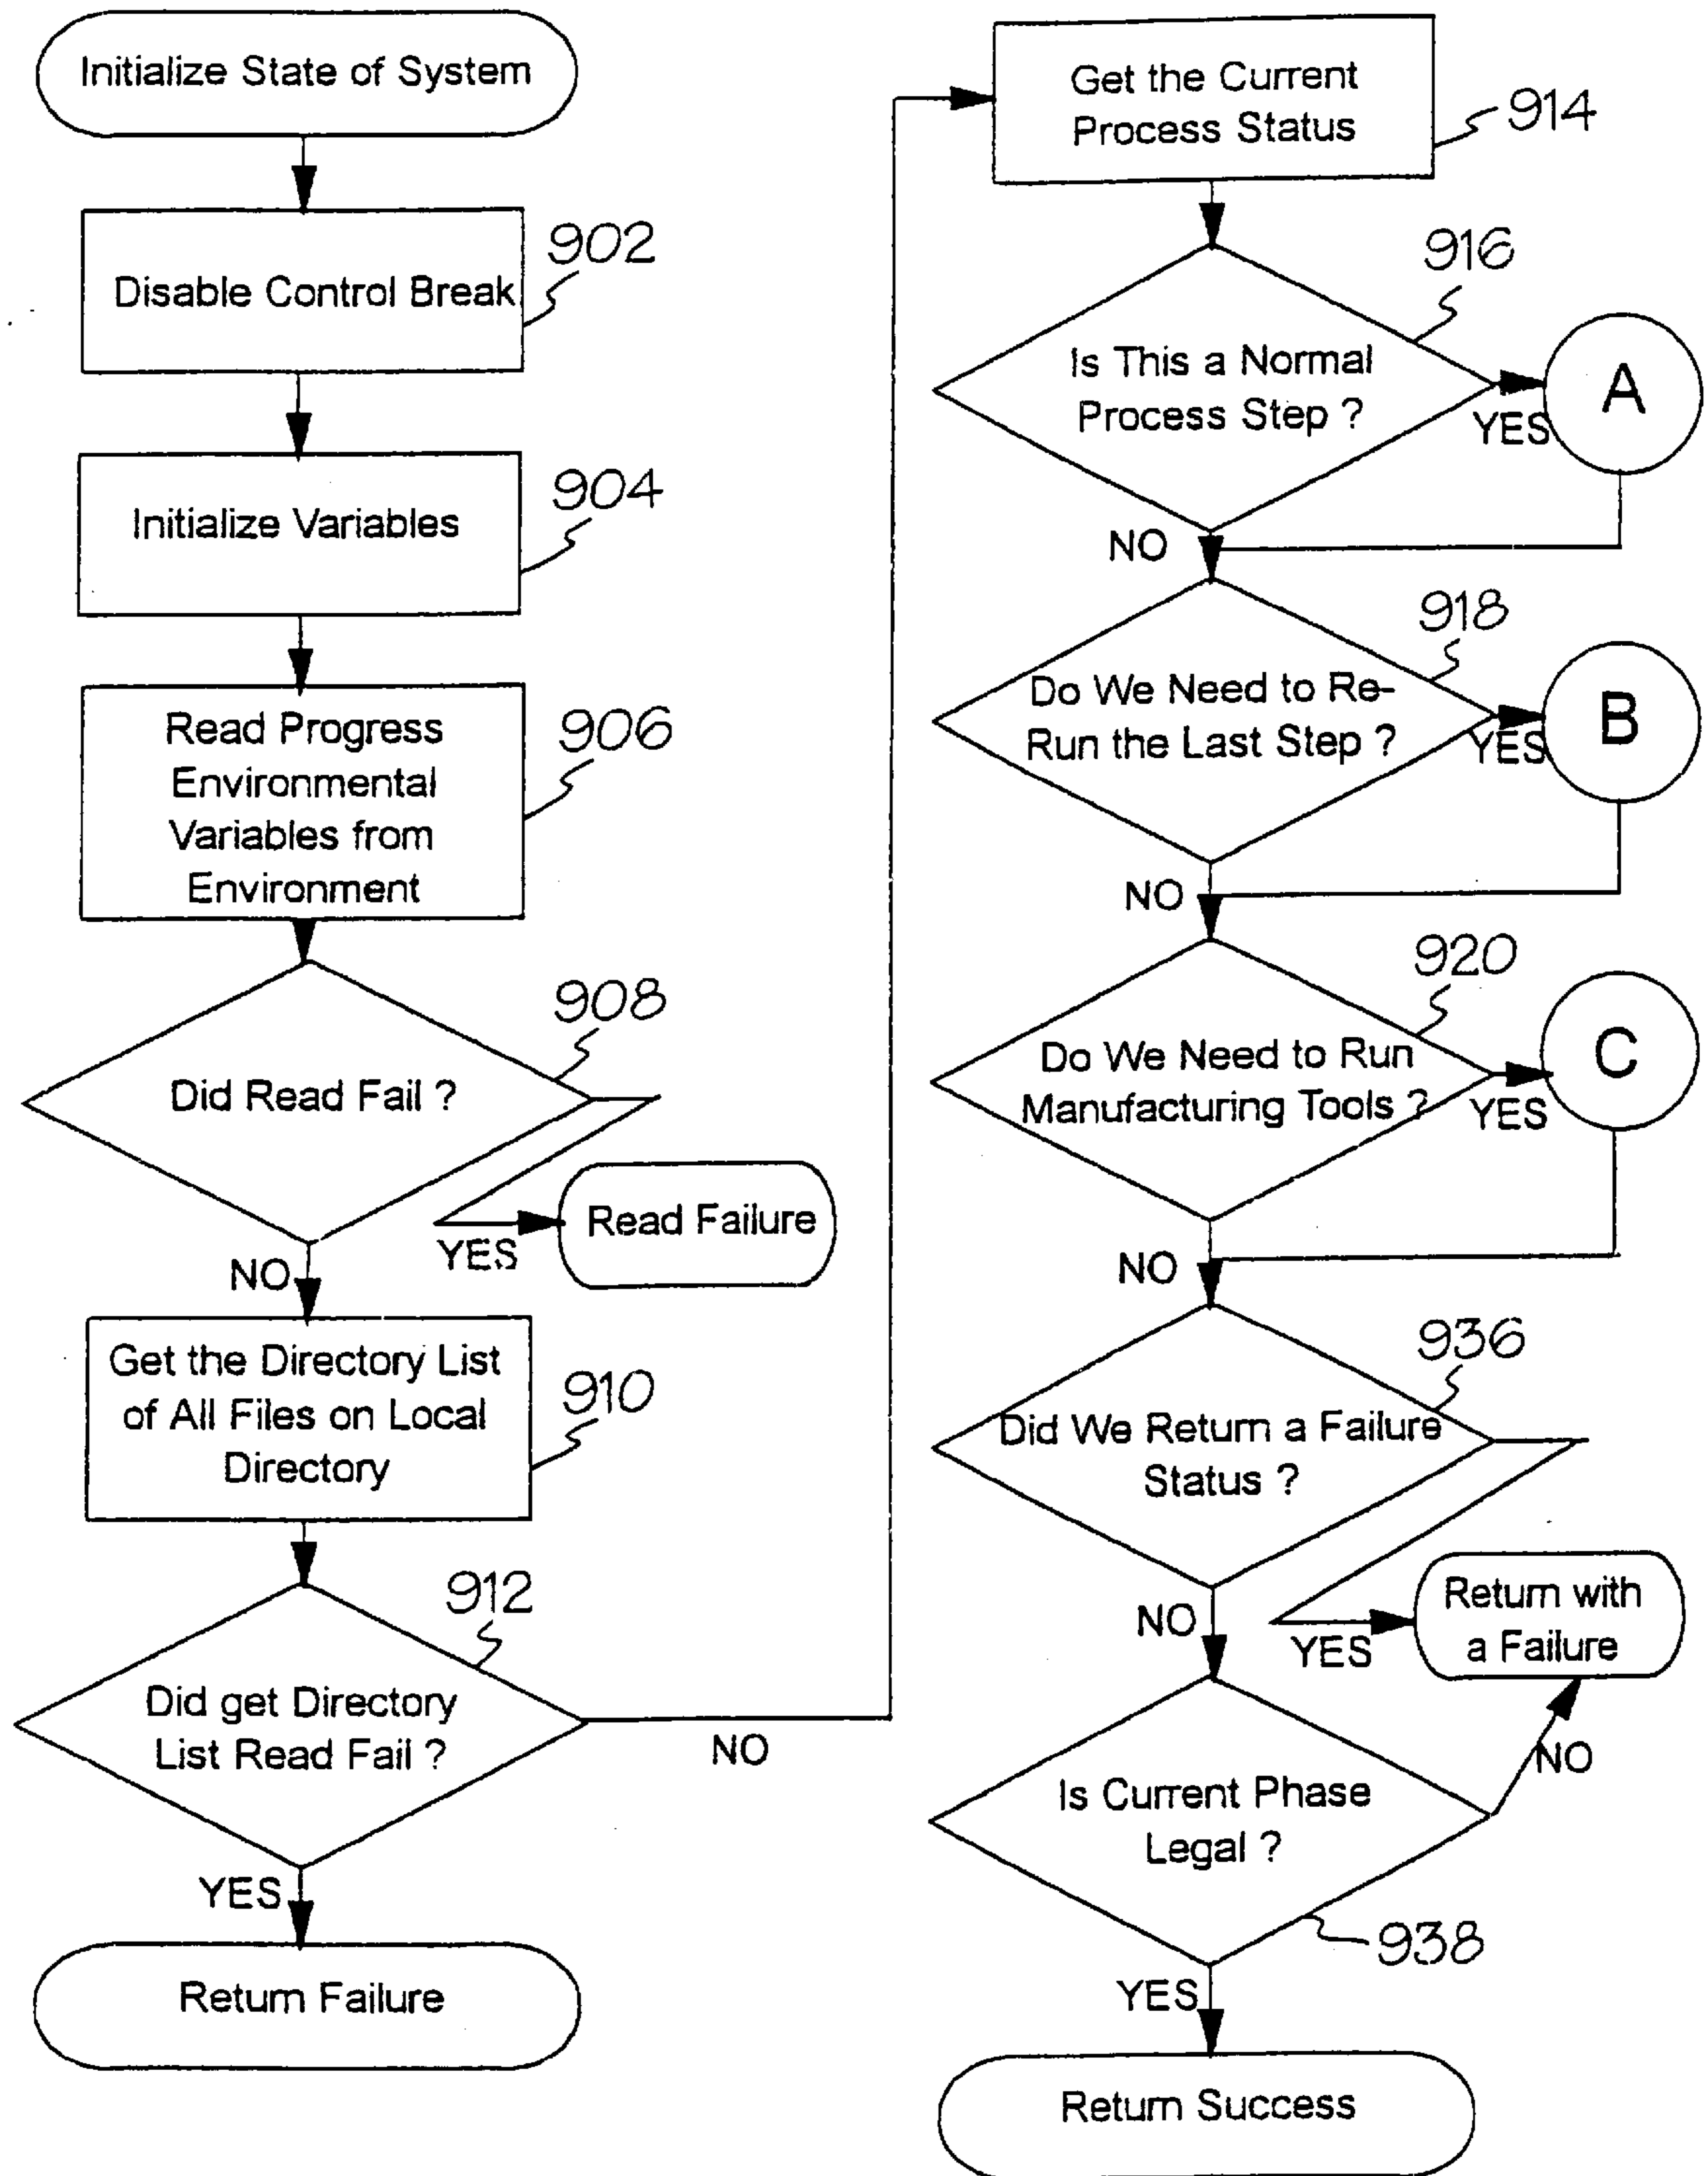 Initialize State of System
Disable Control Break
902
Initialize Variables
904
Read Progress
Environmental
Variables from
Environment
906
Did Read Fail ?
908
YES
Read Failure
NO
Get the Directory List
of All Files on Local
Directory
910
Did get Directory
List Read Fail ?
912
NO
YES
Return Failure
Get the Current
Process Status
914
Is This a Normal
Process Step ?
916
YES
A
NO
Do We Need to Re-
Run the Last Step ?
918
YES
B
NO
Do We Need to Run
Manufacturing Tools ?
920
YES
C
NO
Did We Return a Failure
Status ?
936
YES
Return with
a Failure
NO
Is Current Phase
Legal ?
938
NO
YES
Return Success